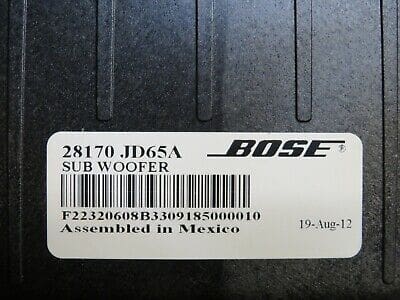 28170 JD65A BOSE®
SUB WOOFER
F22320608B3309185000010
Assembled in Mexico
19-Aug-12